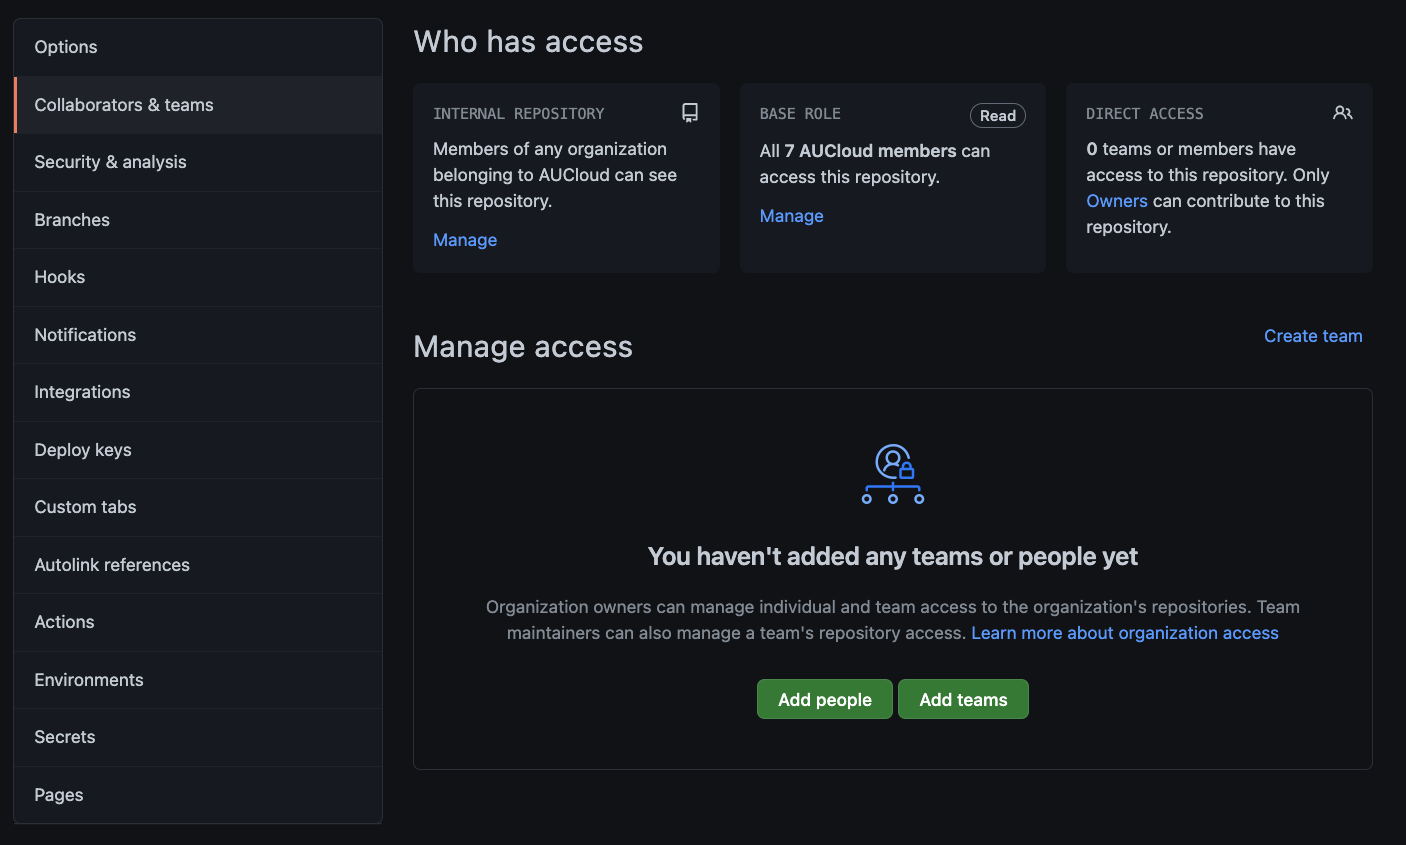 Options
Collaborators & teams
Security & analysis
Branches
Hooks
Notifications
Integrations
Deploy keys
Custom tabs
Autolink references
Actions
Environments
Secrets
Pages
Who has access
INTERNAL REPOSITORY
Members of any organization
belonging to AUCloud can see
this repository.
Manage
BASE ROLE
Read
All 7 AUCloud members can
access this repository.
Manage
DIRECT ACCESS
0 teams or members have
access to this repository. Only
Owners can contribute to this
repository.
Manage access
Create team
You haven't added any teams or people yet
Organization owners can manage individual and team access to the organization's repositories. Team
maintainers can also manage a team's repository access. Learn more about organization access
Add people
Add teams